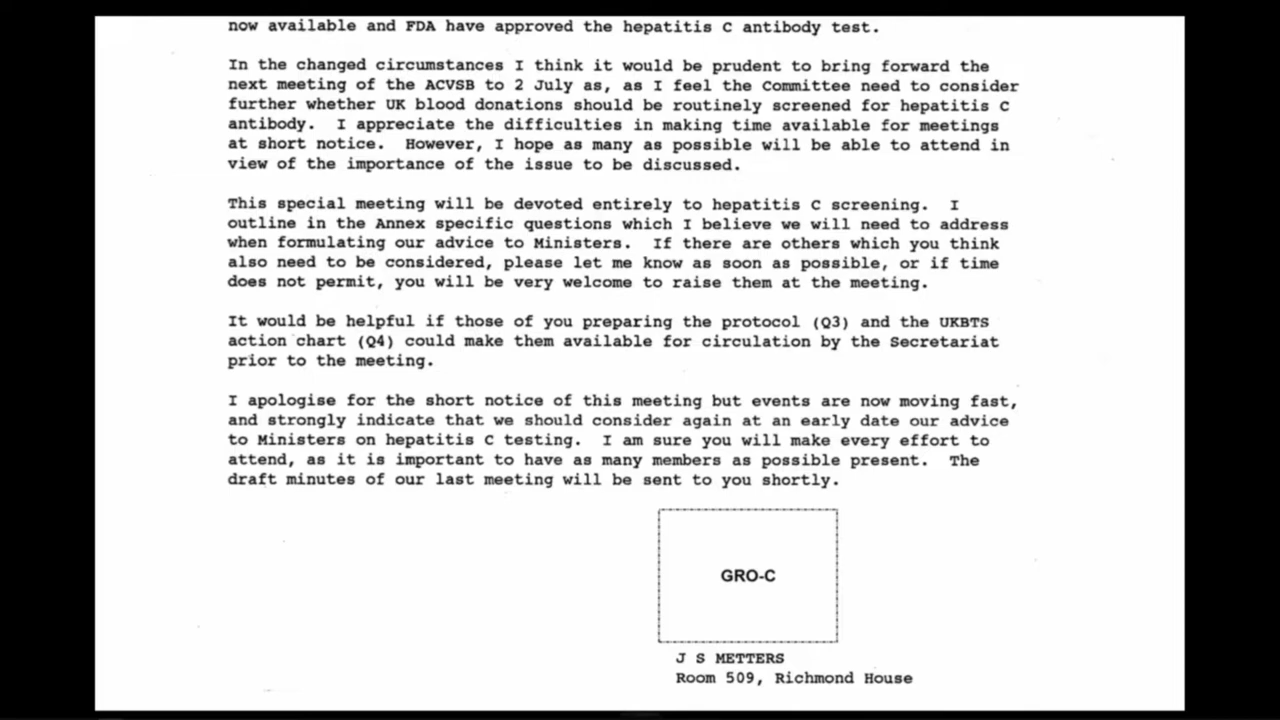 now available and FDA have approved the hepatitis C antibody test.
In the changed circumstances I think it would be prudent to bring forward the
next meeting of the ACVSB to 2 July as, as I feel the Committee need to consider
further whether UK blood donations should be routinely screened for hepatitis C
antibody. I appreciate the difficulties in making time available for meetings
at short notice. However, I hope as many as possible will be able to attend in
view of the importance of the issue to be discussed.
This special meeting will be devoted entirely to hepatitis C screening. I
outline in the Annex specific questions which I believe we will need to address
when formulating our advice to Ministers. If there are others which you think
also need to be considered, please let me know as soon as possible, or if time
does not permit, you will be very welcome to raise them at the meeting.
It would be helpful if those of you preparing the protocol (Q3) and the UKBTS
action chart (Q4) could make them available for circulation by the Secretariat
prior to the meeting.
I apologise for the short notice of this meeting but events are now moving fast,
and strongly indicate that we should consider again at an early date our advice
to Ministers on hepatitis C testing. I am sure you will make every effort to
attend, as it is important to have as many members as possible present. The
draft minutes of our last meeting will be sent to you shortly.
GRO-C
J S METTERS
Room 509, Richmond House